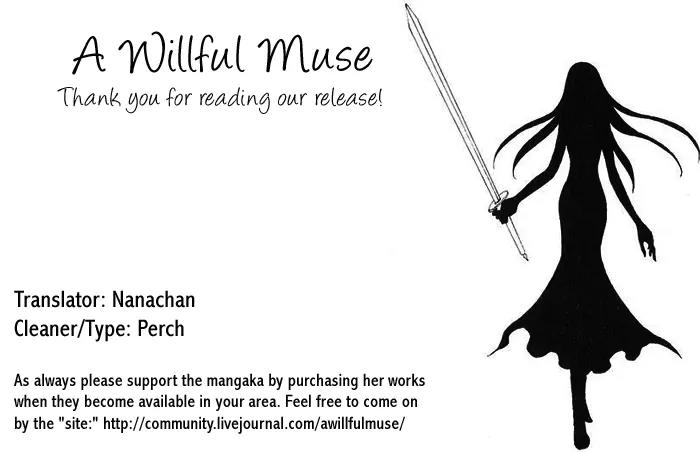 A Willful Muse
Thank you for reading our release!
Translator: Nanachan
Cleaner/Type: Perch
As always please support the mangaka by purchasing her works
when they become available in your area. Feel free to come on
by the "site:" http://community.livejournal.com/awillfulmuse/